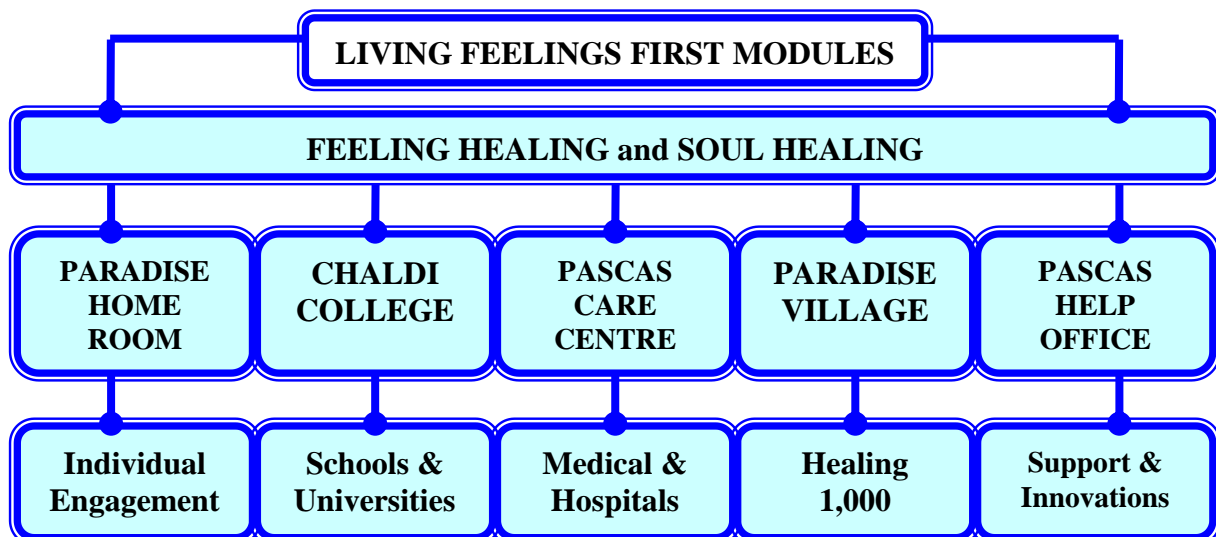 LIVING FEELINGS FIRST MODULES
FEELING HEALING and SOUL HEALING
PARADISE
HOME
ROOM
CHALDI
COLLEGE
PASCAS
CARE
CENTRE
PARADISE
VILLAGE
PASCAS
HELP
OFFICE
Individual
Engagement
Schools &
Universities
Medical &
Hospitals
Healing
1,000
Support &
Innovations